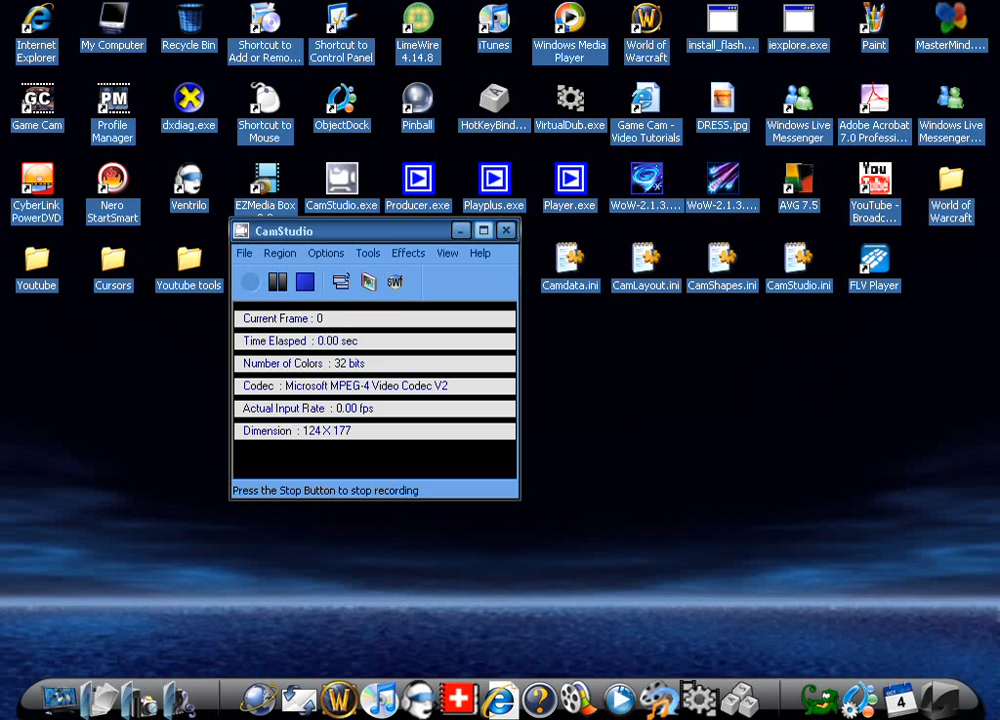 Internet
Explorer
My Computer
Recycle Bin
Shortcut to
Add or Remo...
Shortcut to
Control Panel
LimeWire
4.14.8
iTunes
Windows Media
Player
World of
Warcraft
install_flash...
iexplore.exe
Paint
MasterMind....
GC
Game Cam
PM
Profile
Manager
dxdiag.exe
Shortcut to
Mouse
ObjectDock
Pinball
A
HotKeyBind...
VirtualDub.exe
Game Cam -
Video Tutorials
DRESS.jpg
Windows Live
Messenger
Adobe Acrobat
7.0 Professi...
Windows Live
Messenger...
CyberLink
PowerDVD
Nero
StartSmart
Ventrilo
EZMedia Box
CamStudio.exe
Producer.exe
Playplus.exe
Player.exe
WoW-2.1.3....
WoW-2.1.3....
AVG 7.5
You
Tube
YouTube -
Broadc...
World of
Warcraft
Youtube
Cursors
Youtube tools
Camdata.ini
CamLayout.ini
CamShapes.ini
CamStudio.ini
FLV Player
CamStudio
File Region Options Tools Effects View Help
SWF
Current Frame : 0
Time Elasped : 0.00 sec
Number of Colors : 32 bits
Codec : Microsoft MPEG-4 Video Codec V2
Actual Input Rate : 0.00 fps
Dimension : 124 X 177
Press the Stop Button to stop recording
OCT
4